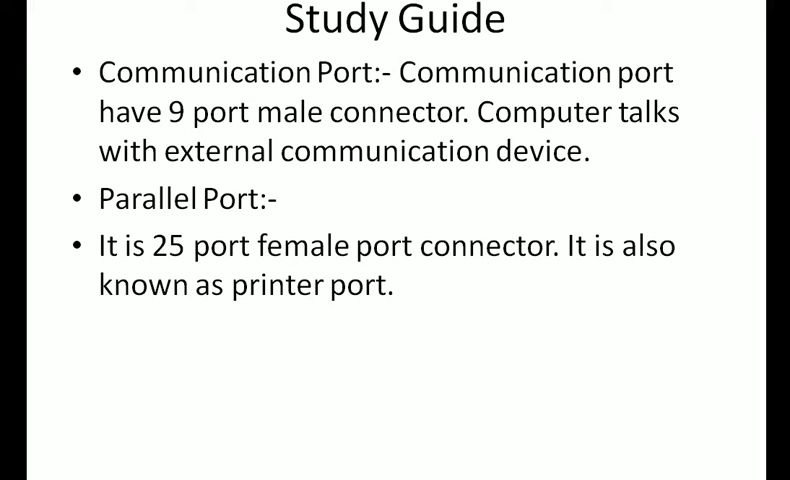 Study Guide
• Communication Port:- Communication port
have 9 port male connector. Computer talks
with external communication device.
• Parallel Port:-
• It is 25 port female port connector. It is also
known as printer port.